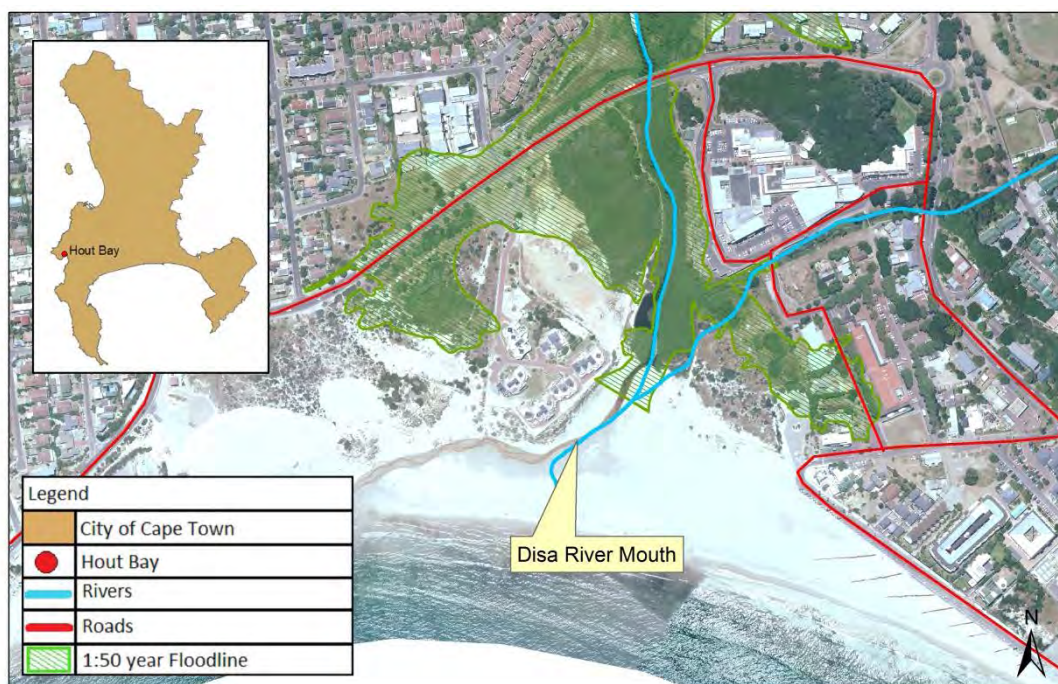 Hout Bay
Disa River Mouth
Legend
City of Cape Town
Hout Bay
Rivers
Roads
1:50 year Floodline
N